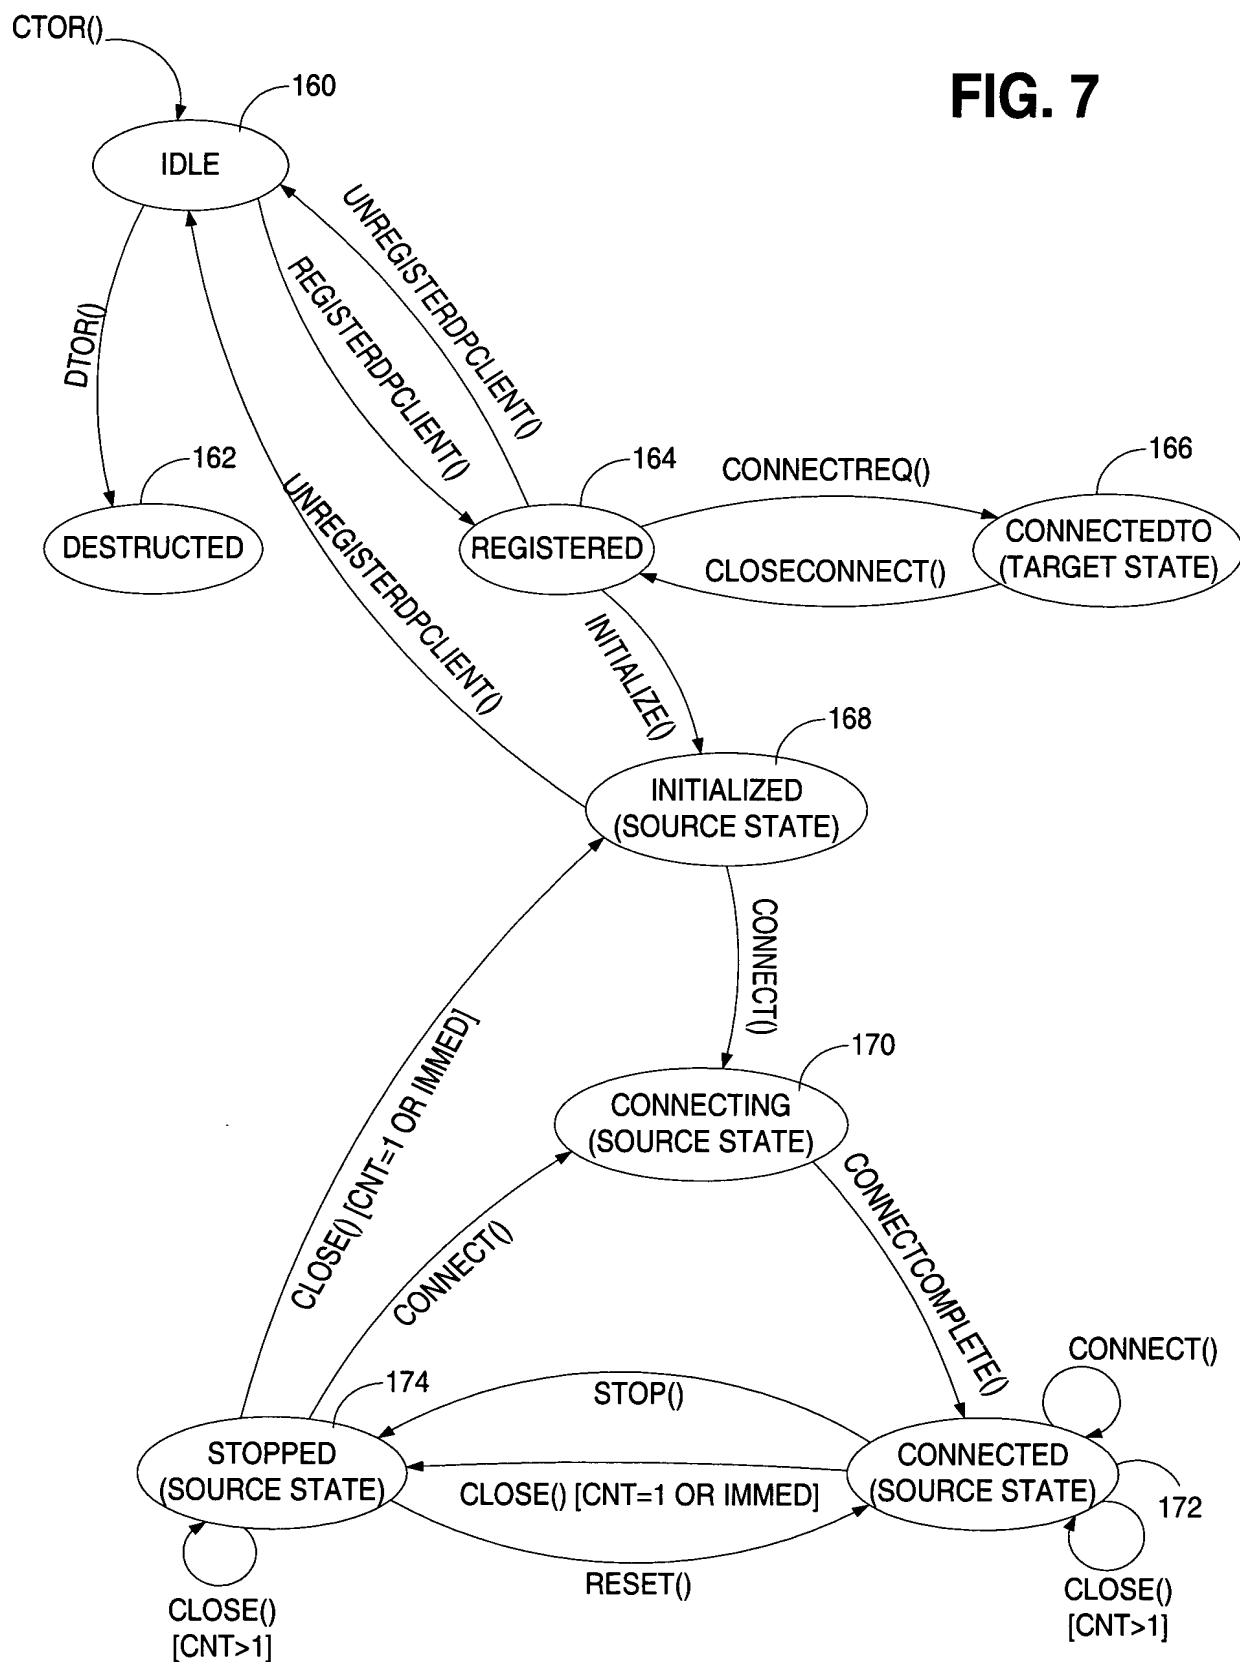 CTOR()
160
FIG. 7
IDLE
UNREGISTERDPCLIENT()
REGISTERDPCLIENT()
DTOR()
162
164
166
CONNECTREQ()
DESTRUCTED
UNREGISTERDPCLIENT()
REGISTERED
CONNECTEDTO
(TARGET STATE)
CLOSECONNECT()
INITIALIZE()
168
INITIALIZED
(SOURCE STATE)
CONNECT()
170
CONNECTING
(SOURCE STATE)
CLOSE() [CNT=1 OR IMMED]
CONNECT()
CONNECTCOMPLETE()
CONNECT()
174
STOP()
STOPPED
(SOURCE STATE)
CONNECTED
(SOURCE STATE)
CLOSE() [CNT=1 OR IMMED]
172
RESET()
CLOSE()
[CNT>1]
CLOSE()
[CNT>1]